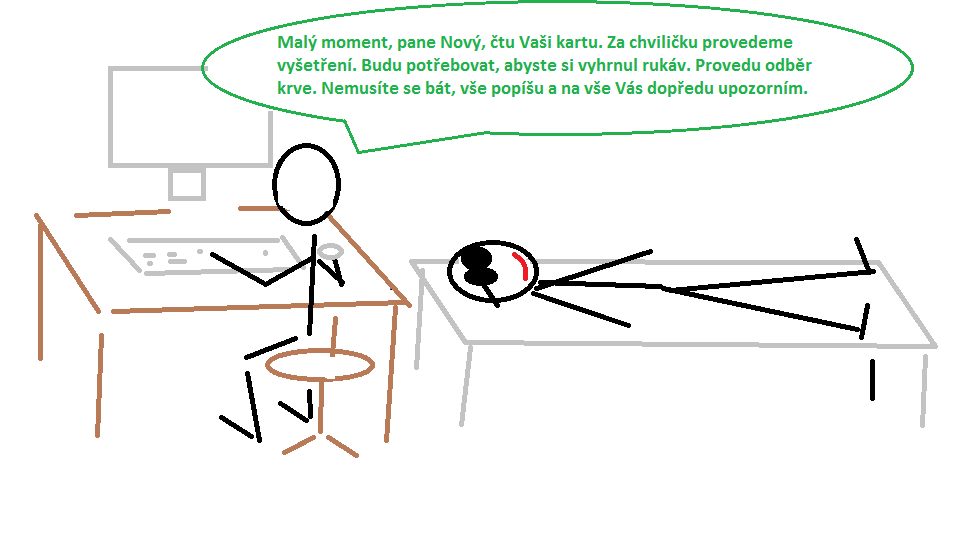 Malý moment, pane Nový, čtu Vaši kartu. Za chviličku provedeme
vyšetření. Budu potřebovat, abyste si vyhrnul rukáv. Provedu odběr
krve. Nemusíte se bát, vše popíšu a na vše Vás dopředu upozorním.